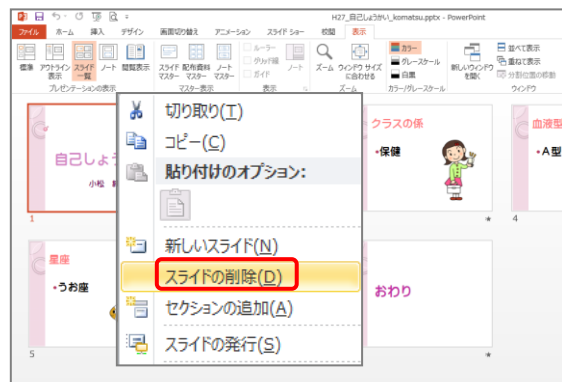 H27_自己しょうかい_komatsu.pptx - PowerPoint
ファイル ホーム 挿入 デザイン 画面切り替え アニメーション スライド ショー 校閲 表示
標準 アウトライン表示 スライド一覧 ノート 閲覧表示
スライドマスター 配布資料マスター ノートマスター
ルーラー
グリッド線
ガイド
ノート
ズーム ウィンドウ サイズに合わせる
カラー
グレースケール
白黒
新しいウィンドウを開く
並べて表示
重ねて表示
分割位置の移動
プレゼンテーションの表示 マスター表示 表示 ズーム カラー/グレースケール ウィンドウ
自己しょう
小松
1
切り取り(T)
コピー(C)
貼り付けのオプション:
新しいスライド(N)
スライドの削除(D)
セクションの追加(A)
スライドの発行(S)
クラスの係
•保健
血液型
•A型
4
星座
•うお座
5
おわり